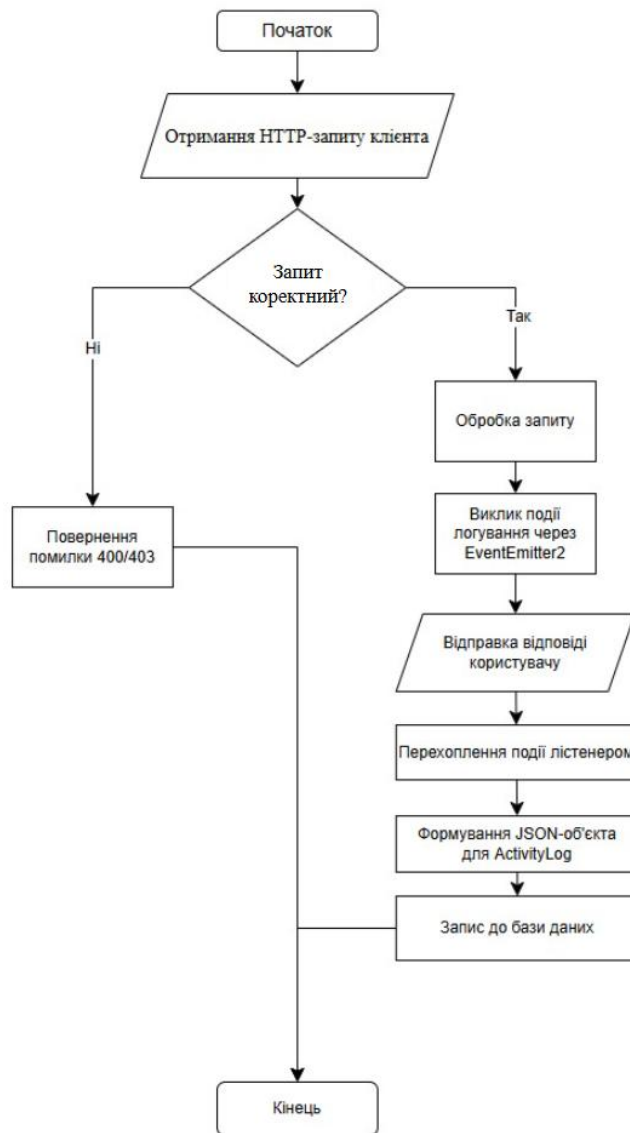 Початок
Отримання HTTP-запиту клієнта
Запит
коректний?
Ні
Так
Обробка запиту
Повернення
помилки 400/403
Виклик події
логування через
EventEmitter2
Відправка відповіді
користувачу
Перехоплення події лістенером
Формування JSON-об'єкта
для ActivityLog
Запис до бази даних
Кінець